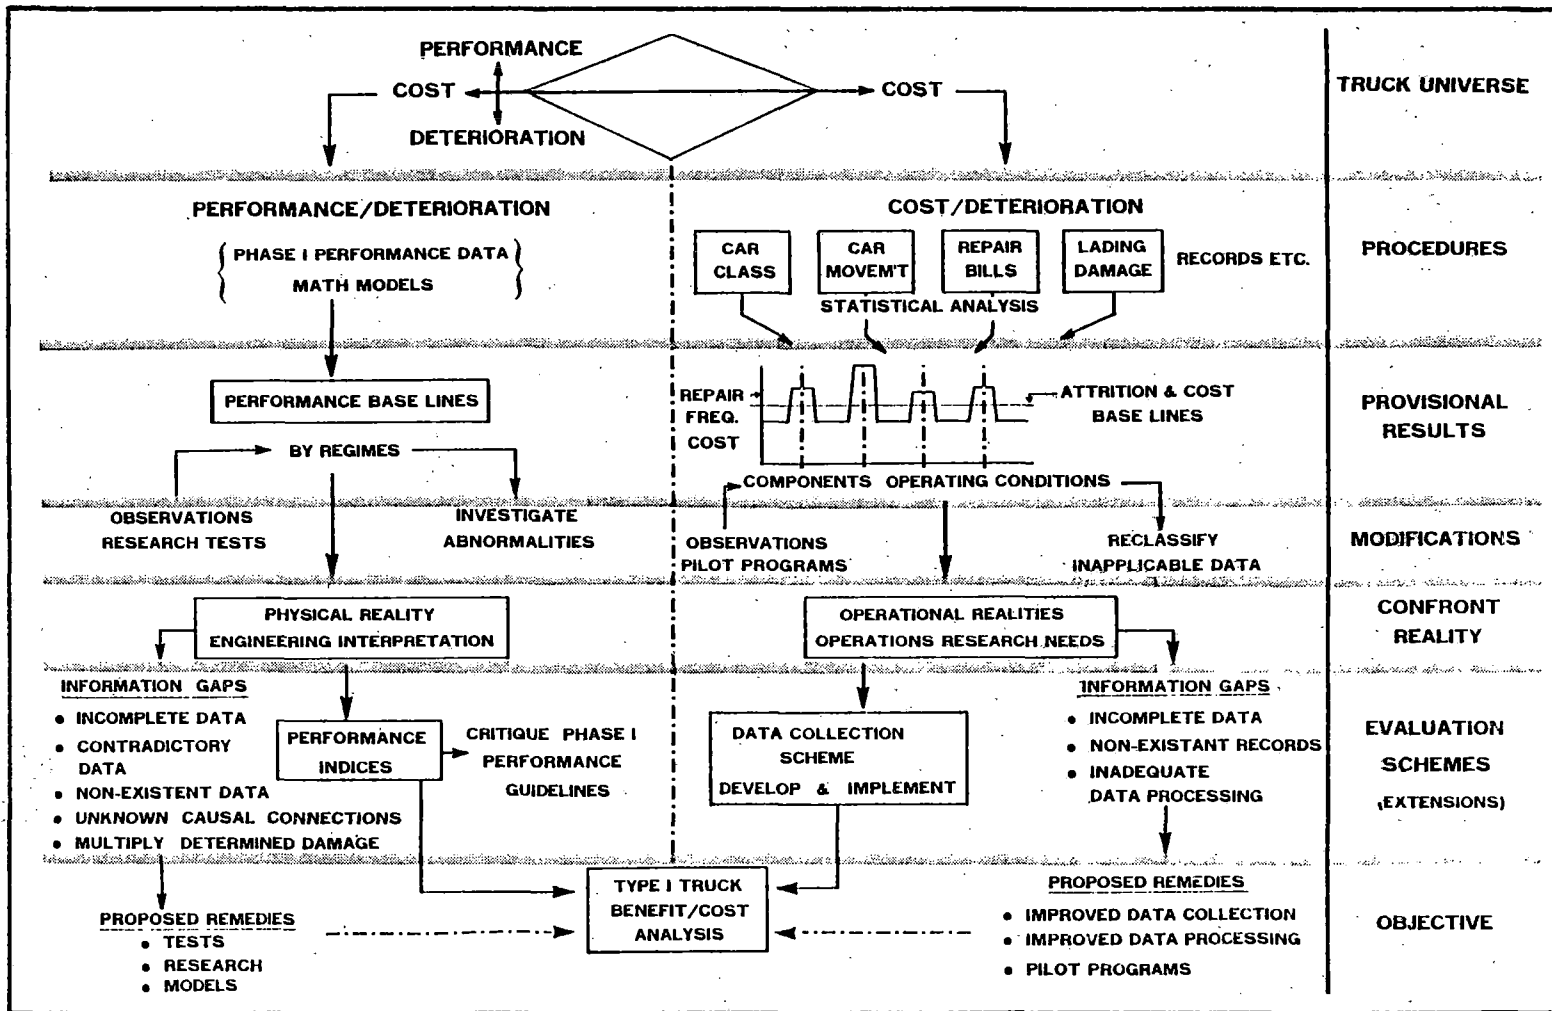 PERFORMANCE
COST
COST
DETERIORATION
TRUCK UNIVERSE
PERFORMANCE/DETERIORATION
PHASE I PERFORMANCE DATA
MATH MODELS
COST/DETERIORATION
CAR
CLASS
CAR
MOVEM'T
REPAIR
BILLS
LADING
DAMAGE
RECORDS ETC.
STATISTICAL ANALYSIS
PROCEDURES
PERFORMANCE BASE LINES
BY REGIMES
REPAIR
FREQ.
COST
ATTRITION & COST
BASE LINES
COMPONENTS OPERATING CONDITIONS
PROVISIONAL
RESULTS
OBSERVATIONS
RESEARCH TESTS
INVESTIGATE
ABNORMALITIES
OBSERVATIONS
PILOT PROGRAMS
RECLASSIFY
INAPPLICABLE DATA
MODIFICATIONS
PHYSICAL REALITY
ENGINEERING INTERPRETATION
OPERATIONAL REALITIES
OPERATIONS RESEARCH NEEDS
CONFRONT
REALITY
INFORMATION GAPS
• INCOMPLETE DATA
• CONTRADICTORY
DATA
• NON-EXISTENT DATA
• UNKNOWN CAUSAL CONNECTIONS
• MULTIPLY DETERMINED DAMAGE
PERFORMANCE
INDICES
CRITIQUE PHASE I
PERFORMANCE
GUIDELINES
DATA COLLECTION
SCHEME
DEVELOP & IMPLEMENT
INFORMATION GAPS
• INCOMPLETE DATA
• NON-EXISTANT RECORDS
• INADEQUATE
DATA PROCESSING
EVALUATION
SCHEMES
(EXTENSIONS)
PROPOSED REMEDIES
• TESTS
• RESEARCH
• MODELS
TYPE I TRUCK
BENEFIT/COST
ANALYSIS
PROPOSED REMEDIES
• IMPROVED DATA COLLECTION
• IMPROVED DATA PROCESSING
• PILOT PROGRAMS
OBJECTIVE